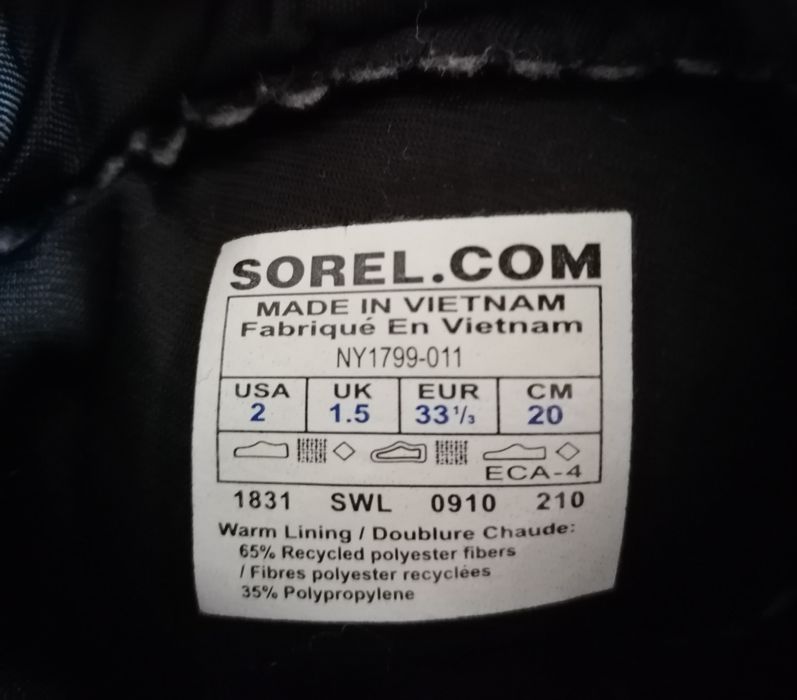 SOREL.COM
MADE IN VIETNAM
Fabriqué En Vietnam
NY1799-011
USA UK EUR CM
2 1.5 33 1/3 20
ECA-4
1831 SWL 0910 210
Warm Lining / Doublure Chaude:
65% Recycled polyester fibers
/ Fibres polyester recyclées
35% Polypropylene